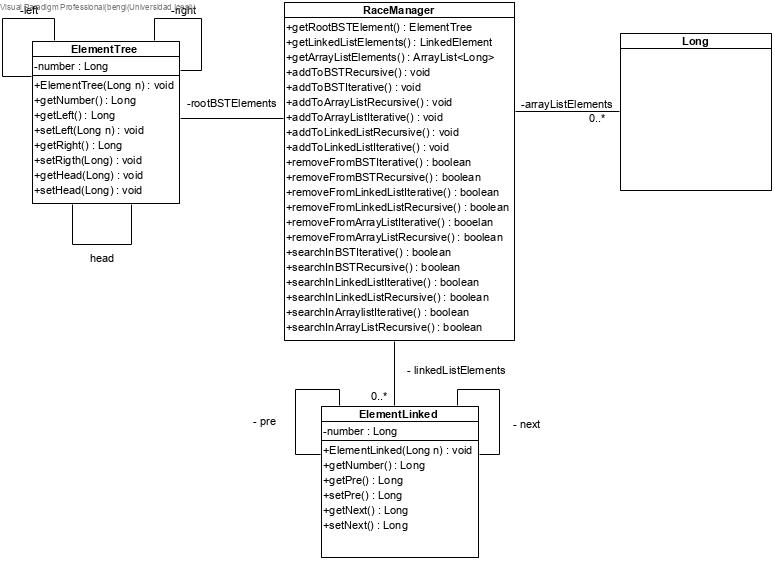 Visual Paradigm Professional(bengi(Universidad Icesi))
-left
-right
ElementTree
-number : Long
+ElementTree(Long n) : void
+getNumber() : Long
+getLeft() : Long
+setLeft(Long n) : void
+getRight() : Long
+setRigth(Long) : void
+getHead(Long) : void
+setHead(Long) : void
head
-rootBSTElements
RaceManager
+getRootBSTElement() : ElementTree
+getLinkedListElements() : LinkedElement
+getArrayListElements() : ArrayList<Long>
+addToBSTRecursive() : void
+addToBSTIterative() : void
+addToArrayListRecursive() : void
+addToArrayListIterative() : void
+addToLinkedListRecursive() : void
+addToLinkedListIterative() : void
+removeFromBSTIterative() : boolean
+removeFromBSTRecursive() : boolean
+removeFromLinkedListIterative() : boolean
+removeFromLinkedListRecursive() : boolean
+removeFromArrayListIterative() : booelan
+removeFromArrayListRecursive() : boolean
+searchInBSTIterative() : boolean
+searchInBSTRecursive() : boolean
+searchInLinkedListIterative() : boolean
+searchInLinkedListRecursive() : boolean
+searchInArraylistIterative() : boolean
+searchInArrayListRecursive() : boolean
-arrayListElements
0..*
Long
- linkedListElements
0..*
- pre
- next
ElementLinked
-number : Long
+ElementLinked(Long n) : void
+getNumber() : Long
+getPre() : Long
+setPre() : Long
+getNext() : Long
+setNext() : Long